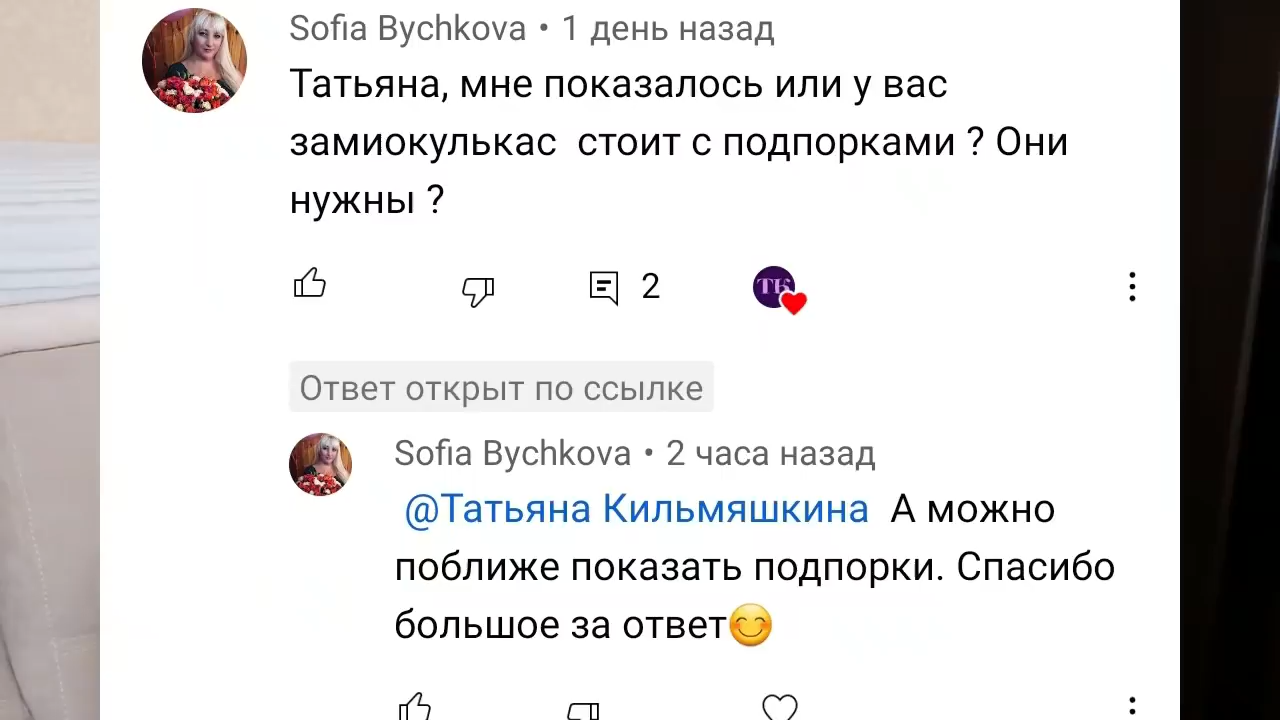 Sofia Bychkova • 1 день назад
Татьяна, мне показалось или у вас
замиокулькас стоит с подпорками ? Они
нужны ?
2
ТК
Ответ открыт по ссылке
Sofia Bychkova • 2 часа назад
@Татьяна Кильмяшкина А можно
поближе показать подпорки. Спасибо
большое за ответ😊